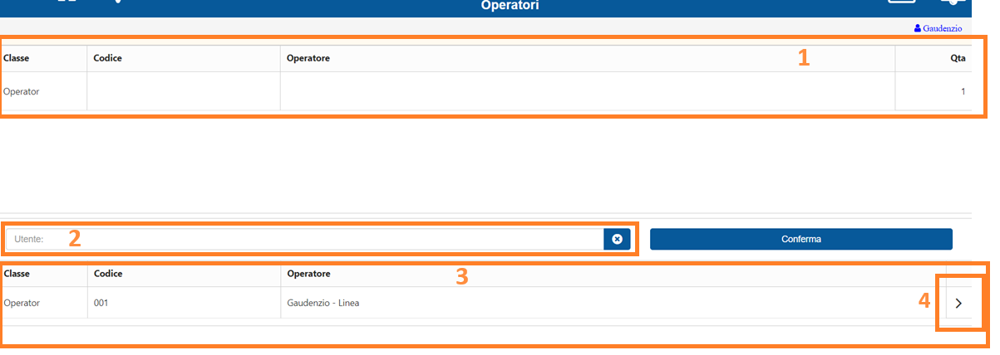 Operatori
Gaudenzio
Classe Codice Operatore 1 Qta
Operator 1
Utente: 2 Conferma
Classe Codice Operatore 3
Operator 001 Gaudenzio - Linea 4